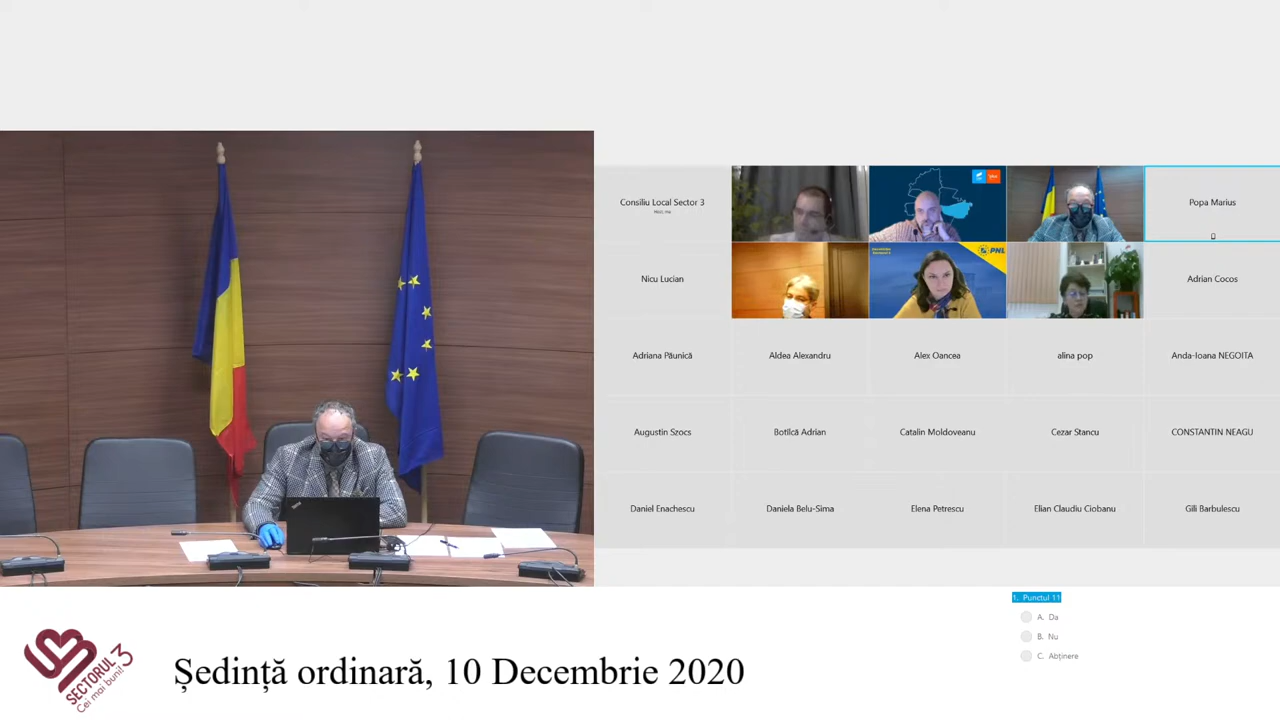 Consiliu Local Sector 3
Popa Marius
Nicu Lucian
PNL
Adrian Cocos
Adriana Păunică
Aldea Alexandru
Alex Oancea
alina pop
Anda-Ioana NEGOITA
Augustin Szocs
Botîlcă Adrian
Catalin Moldoveanu
Cezar Stancu
CONSTANTIN NEAGU
Daniel Enachescu
Daniela Belu-Sima
Elena Petrescu
Elian Claudiu Ciobanu
Gili Barbulescu
1. Punctul 11
A. Da
B. Nu
C. Abținere
SECTORUL 3
Cei mai buni!
Ședință ordinară, 10 Decembrie 2020